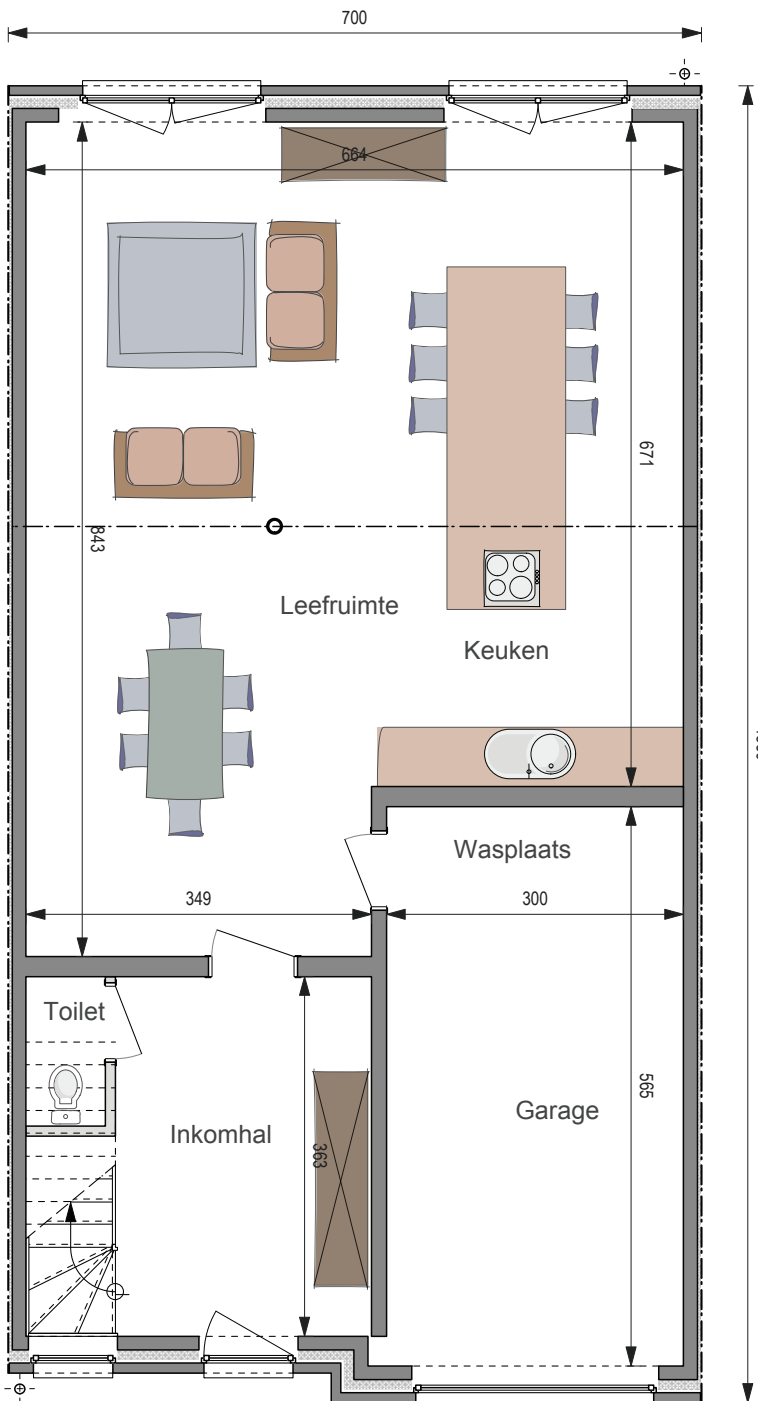 700
664
671
843
Leefruimte
Keuken
Wasplaats
349
300
Toilet
565
Garage
Inkomhal
363